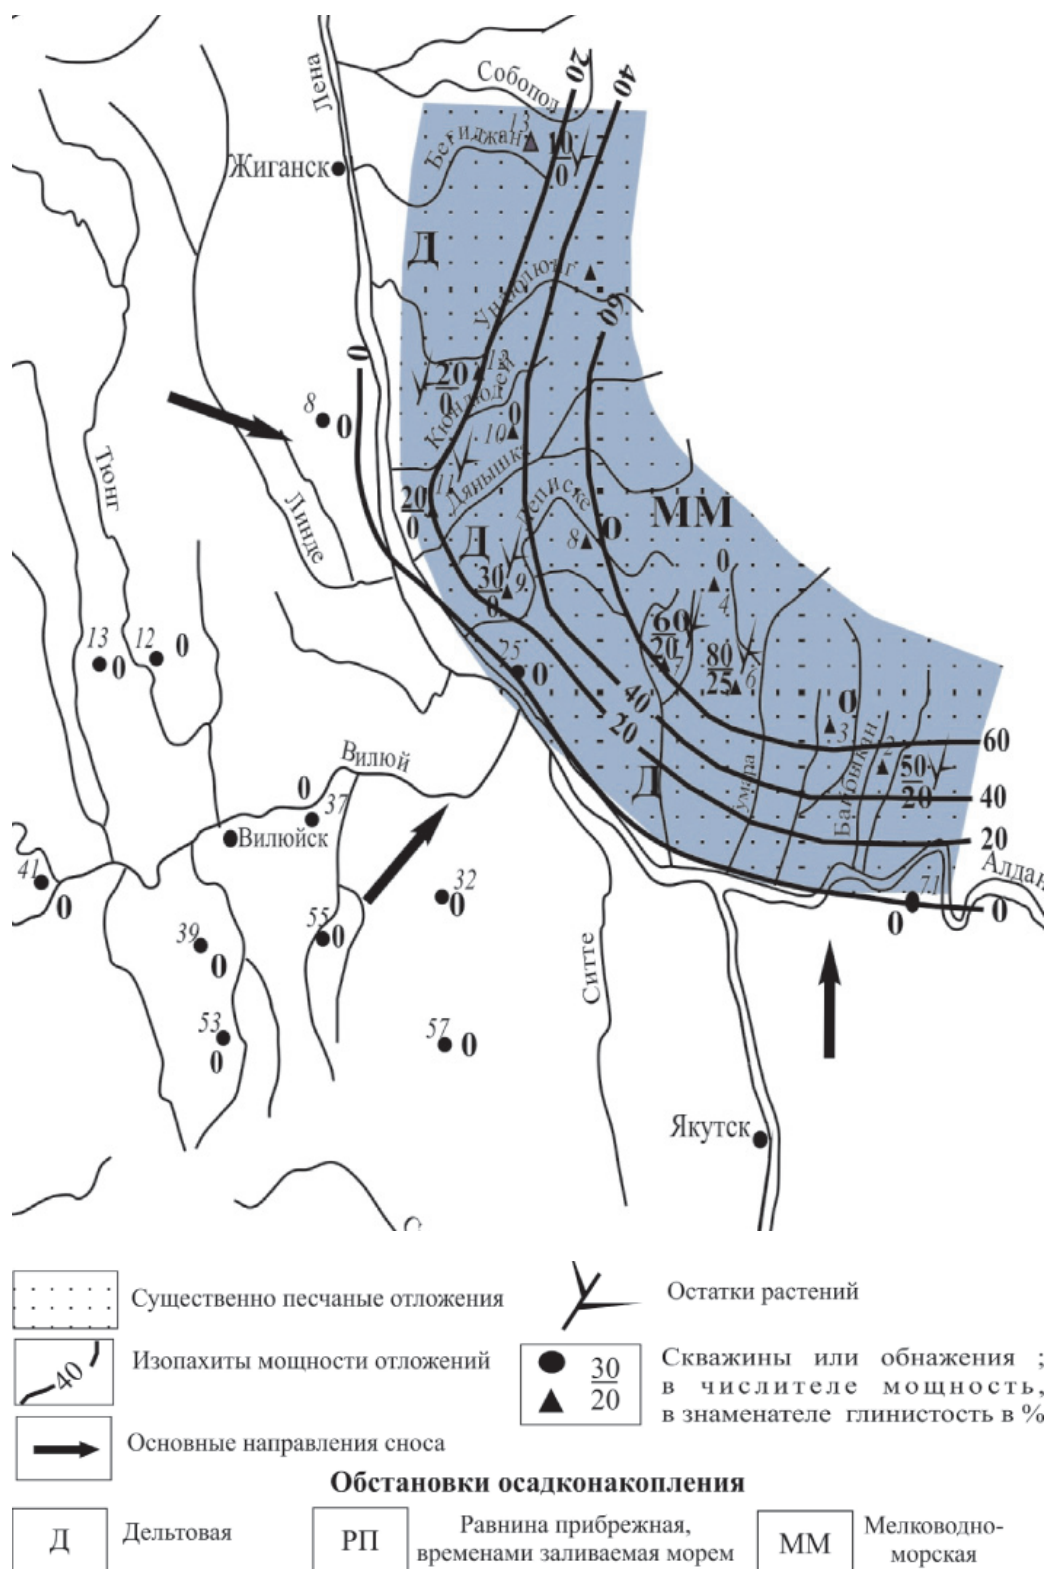 Лена
Собопол
20
40
13
Бегиджан
10
0
Жиганск
Д
Ундюлюнг
60
0
8
0
20
0
Кюнлюдей
0
10
11
Дянышка
20
0
Д
8
0
ММ
0
4
30
0
9
Тюнг
Линде
13
0
12
0
25
0
60
20
7
80
25
6
40
20
0
3
50
20
60
40
20
0
Д
Вилюй
0
37
Вилюйск
41
0
32
0
55
0
39
0
53
0
57
0
Ситте
Алдан
71
0
Якутск
Существенно песчаные отложения
Остатки растений
40
Изопахиты мощности отложений
30
20
Скважины или обнажения ;
в числителе мощность,
в знаменателе глинистость в %
Основные направления сноса
Обстановки осадконакопления
Д
Дельтовая
РП
Равнина прибрежная,
временами заливаемая морем
ММ
Мелководно-
морская